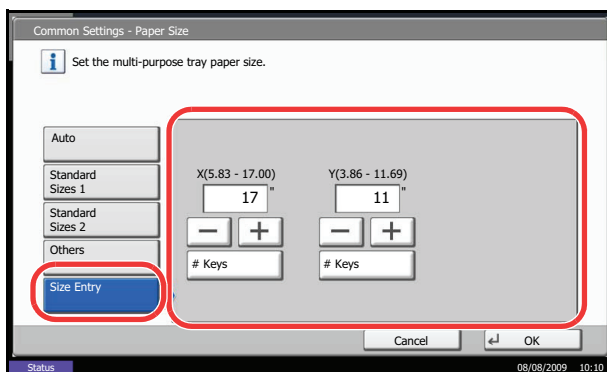 Common Settings - Paper Size
i Set the multi-purpose tray paper size.
Auto
Standard
Sizes 1
Standard
Sizes 2
Others
Size Entry
X(5.83 - 17.00)
17 "
# Keys
Y(3.86 - 11.69)
11 "
# Keys
Cancel
OK
Status
08/08/2009 10:10